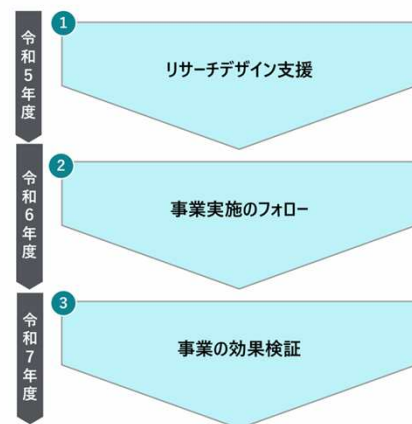 令和5年度
1
リサーチデザイン支援
令和6年度
2
事業実施のフォロー
令和7年度
3
事業の効果検証